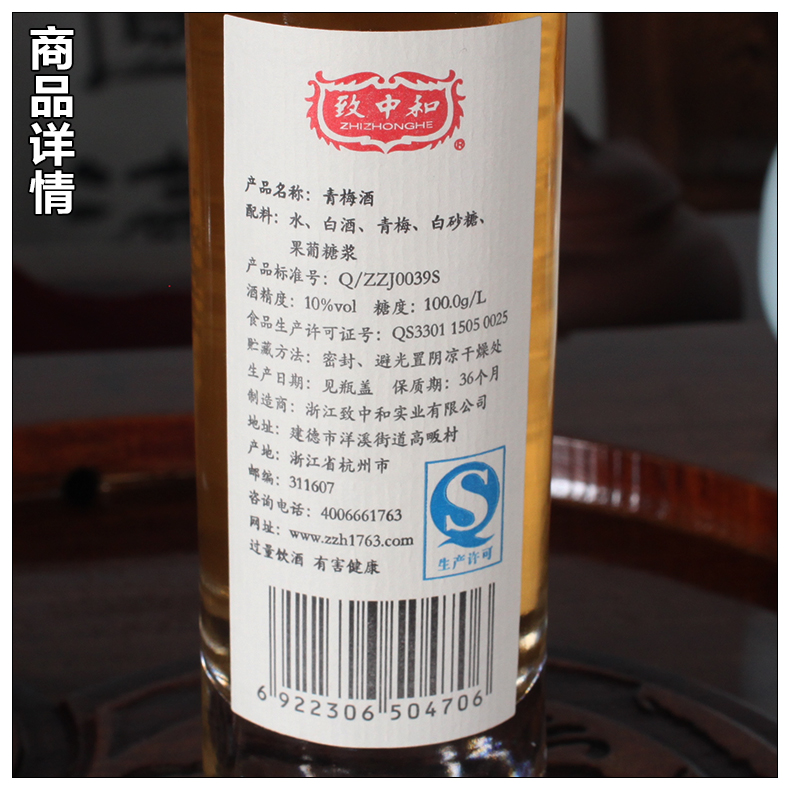 商品详情
致中和
ZHIZHONGHE
®
产品名称：青梅酒
配料：水、白酒、青梅、白砂糖、
果葡糖浆
产品标准号：Q/ZZJ0039S
酒精度：10%vol 糖度：100.0g/L
食品生产许可证号：QS3301 1505 0025
贮藏方法：密封、避光置阴凉干燥处
生产日期：见瓶盖 保质期：36个月
制造商：浙江致中和实业有限公司
地址：建德市洋溪街道高畈村
产地：浙江省杭州市
邮编：311607
咨询电话：4006661763
网址：www.zzh1763.com
过量饮酒 有害健康
QS
生产许可
6 922306 504706